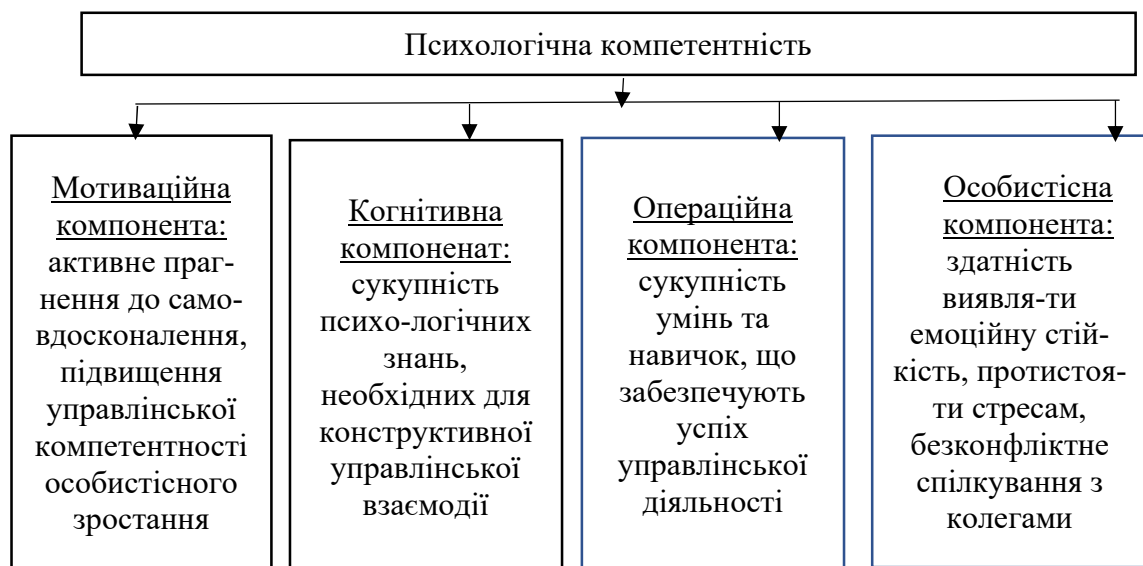 Психологічна компетентність
Мотиваційна
компонента:
активне праг-
нення до само-
вдосконалення,
підвищення
управлінської
компетентності
особистісного
зростання
Когнітивна
компоненат:
сукупність
психо-логічних
знань,
необхідних для
конструктивної
управлінської
взаємодії
Операційна
компонента:
сукупність
умінь та
навичок, що
забезпечують
успіх
управлінської
діяльності
Особистісна
компонента:
здатність
виявля-ти
емоційну стій-
кість, протистоя-
ти стресам,
безконфліктне
спілкування з
колегами